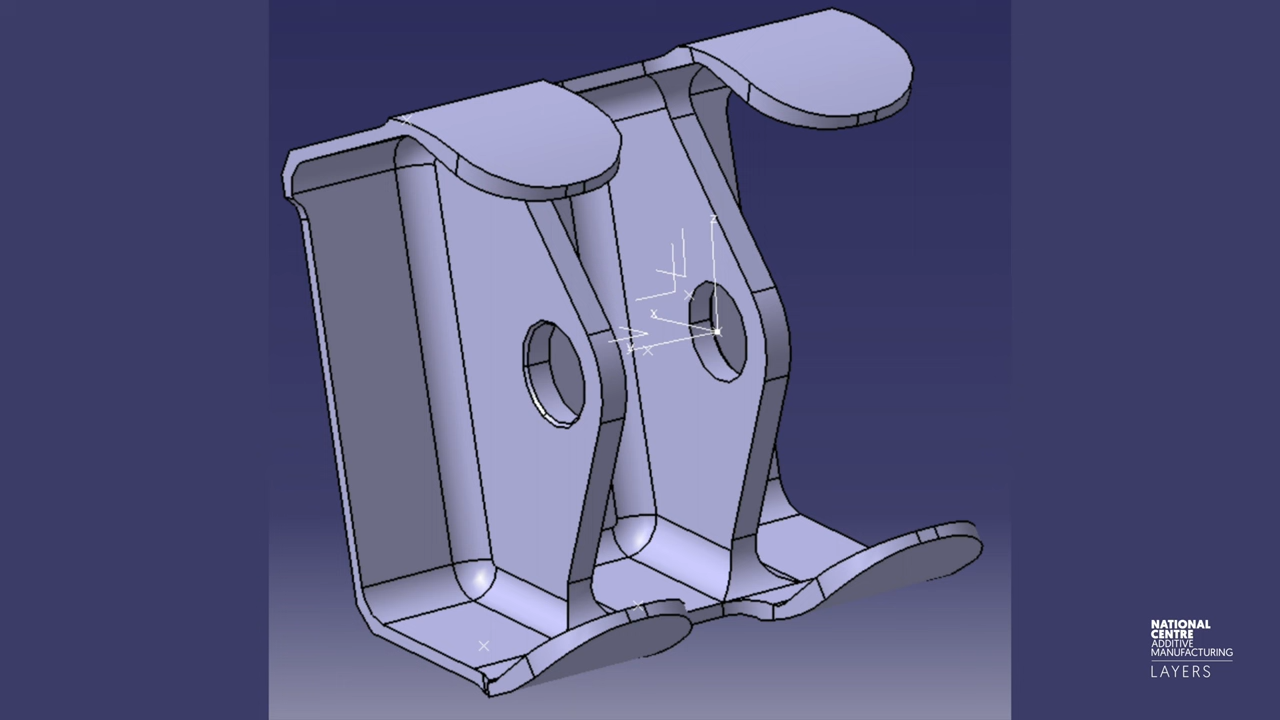 z
x
y
NATIONAL
CENTRE
ADDITIVE
MANUFACTURING
LAYERS